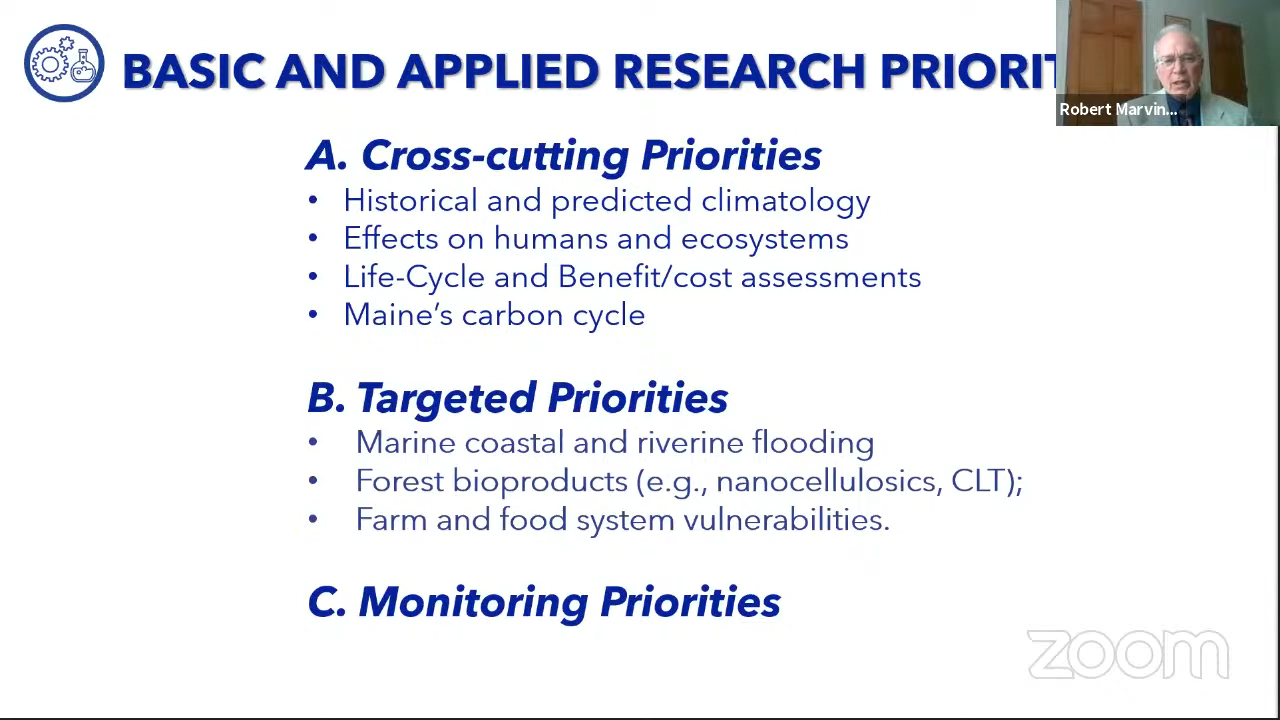 BASIC AND APPLIED RESEARCH PRIORIT
Robert Marvin...
A. Cross-cutting Priorities
• Historical and predicted climatology
• Effects on humans and ecosystems
• Life-Cycle and Benefit/cost assessments
• Maine's carbon cycle
B. Targeted Priorities
• Marine coastal and riverine flooding
• Forest bioproducts (e.g., nanocellulosics, CLT);
• Farm and food system vulnerabilities.
C. Monitoring Priorities
zoom